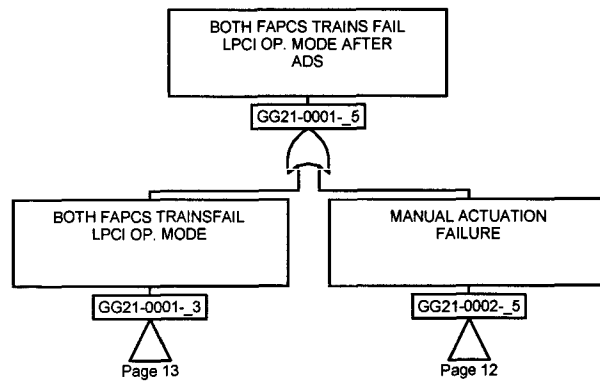 BOTH FAPCS TRAINS FAIL
LPCI OP. MODE AFTER
ADS
GG21-0001-_5
BOTH FAPCS TRAINSFAIL
LPCI OP. MODE
GG21-0001-_3
Page 13
MANUAL ACTUATION
FAILURE
GG21-0002-_5
Page 12